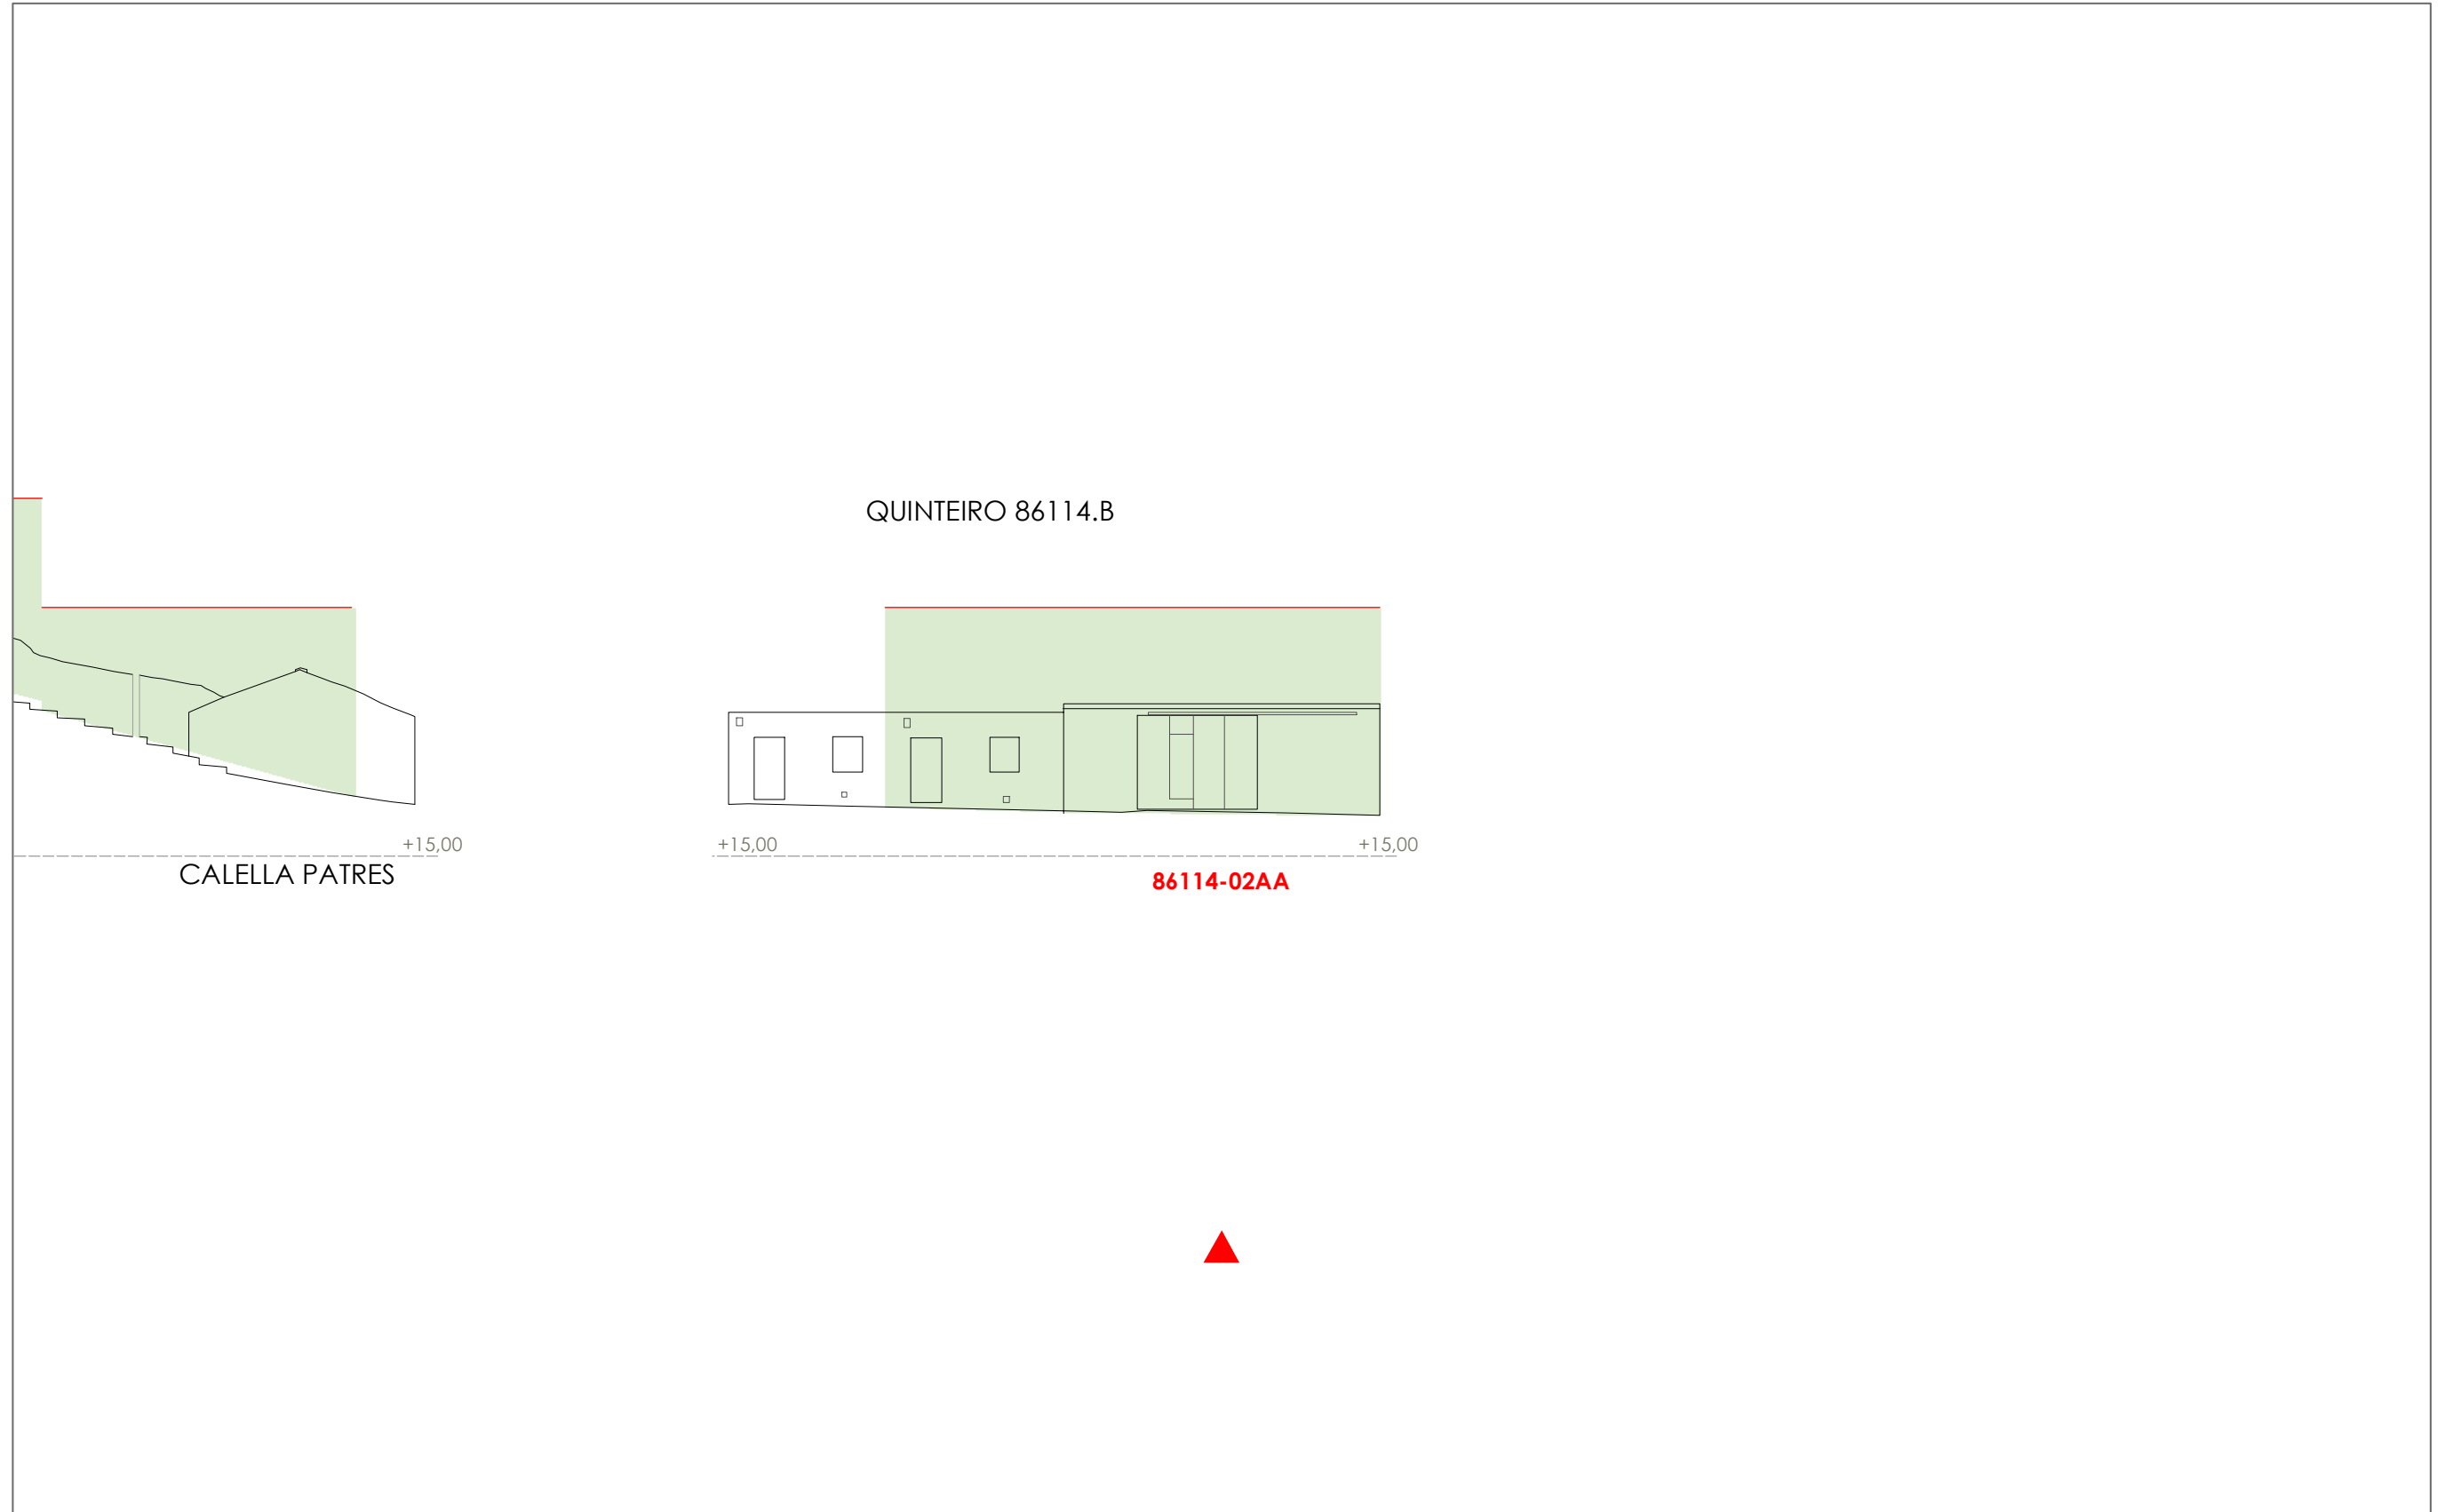 QUINTEIRO 86114.B
+15,00
+15,00
+15,00
CALELLA PATRES
86114-02AA